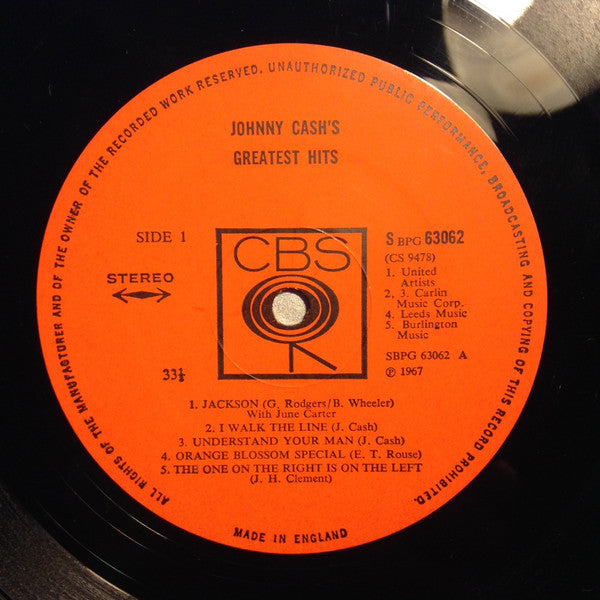 ALL RIGHTS OF THE MANUFACTURER AND OF THE OWNER OF THE RECORDED WORK RESERVED. UNAUTHORIZED PUBLIC PERFORMANCE, BROADCASTING AND COPYING OF THIS RECORD PROHIBITED.
JOHNNY CASH'S
GREATEST HITS
SIDE 1
STEREO
33⅓
CBS
S BPG 63062
(CS 9478)
1. United
Artists
2, 3. Carlin
Music Corp.
4. Leeds Music
5. Burlington
Music
SBPG 63062 A
℗ 1967
1. JACKSON (G. Rodgers/B. Wheeler)
With June Carter
2. I WALK THE LINE (J. Cash)
3. UNDERSTAND YOUR MAN (J. Cash)
4. ORANGE BLOSSOM SPECIAL (E. T. Rouse)
5. THE ONE ON THE RIGHT IS ON THE LEFT
(J. H. Clement)
MADE IN ENGLAND